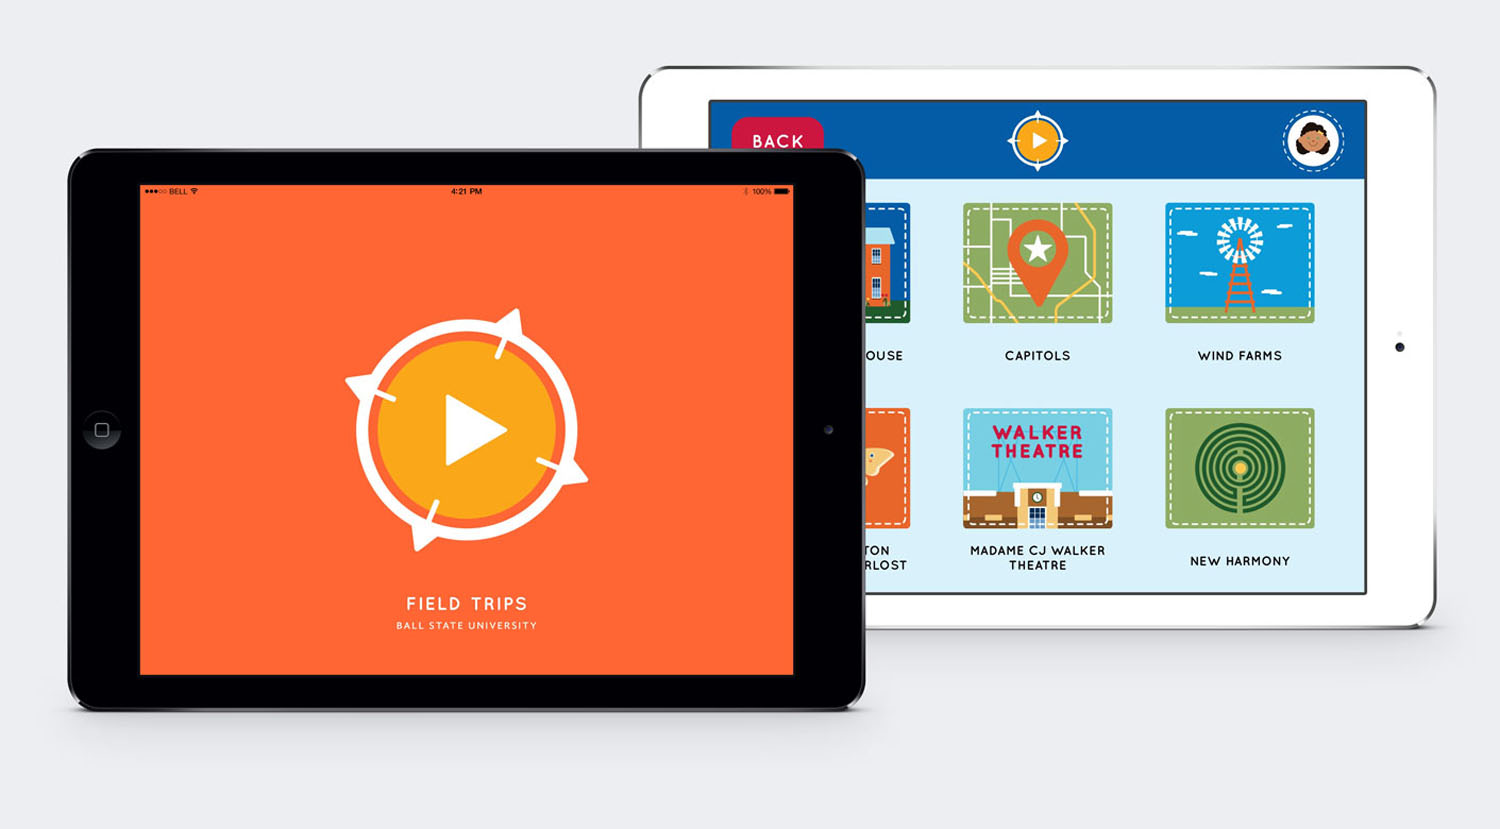 BELL
4:21 PM
100%
FIELD TRIPS
BALL STATE UNIVERSITY
BACK
OUSE
CAPITOLS
WIND FARMS
WALKER
THEATRE
TON
RLOST
MADAME CJ WALKER
THEATRE
NEW HARMONY